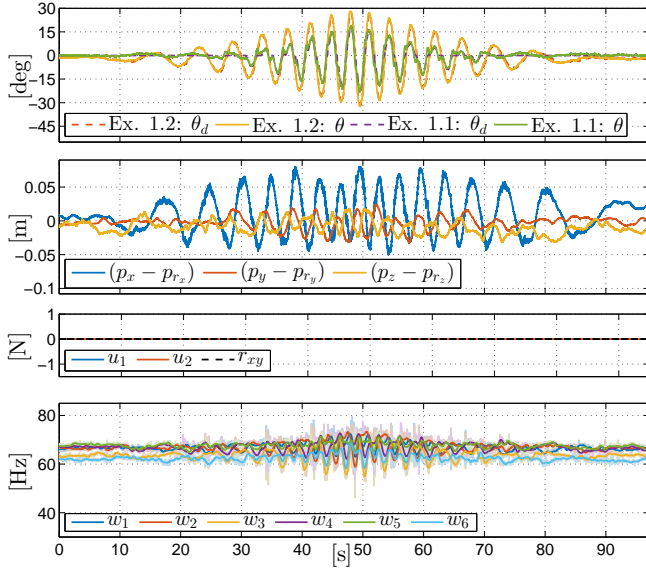 30
15
0
−15
−30
−45
[deg]
Ex. 1.2: θ_d Ex. 1.2: θ Ex. 1.1: θ_d Ex. 1.1: θ
0.05
0
−0.05
−0.1
[m]
(p_x − p_{r_x}) (p_y − p_{r_y}) (p_z − p_{r_z})
1
0
−1
[N]
u_1 u_2 r_{xy}
80
60
40
[Hz]
w_1 w_2 w_3 w_4 w_5 w_6
0 10 20 30 40 50 60 70 80 90
[s]